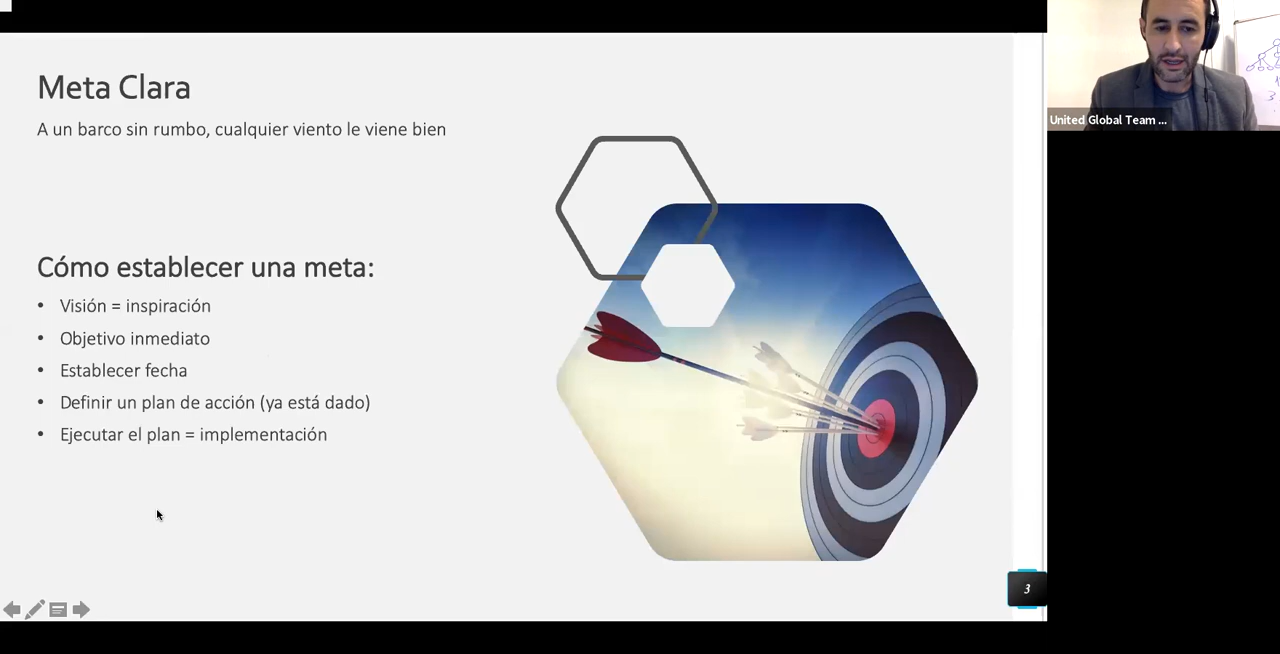 Meta Clara
A un barco sin rumbo, cualquier viento le viene bien
Cómo establecer una meta:
• Visión = inspiración
• Objetivo inmediato
• Establecer fecha
• Definir un plan de acción (ya está dado)
• Ejecutar el plan = implementación
3
United Global Team ...